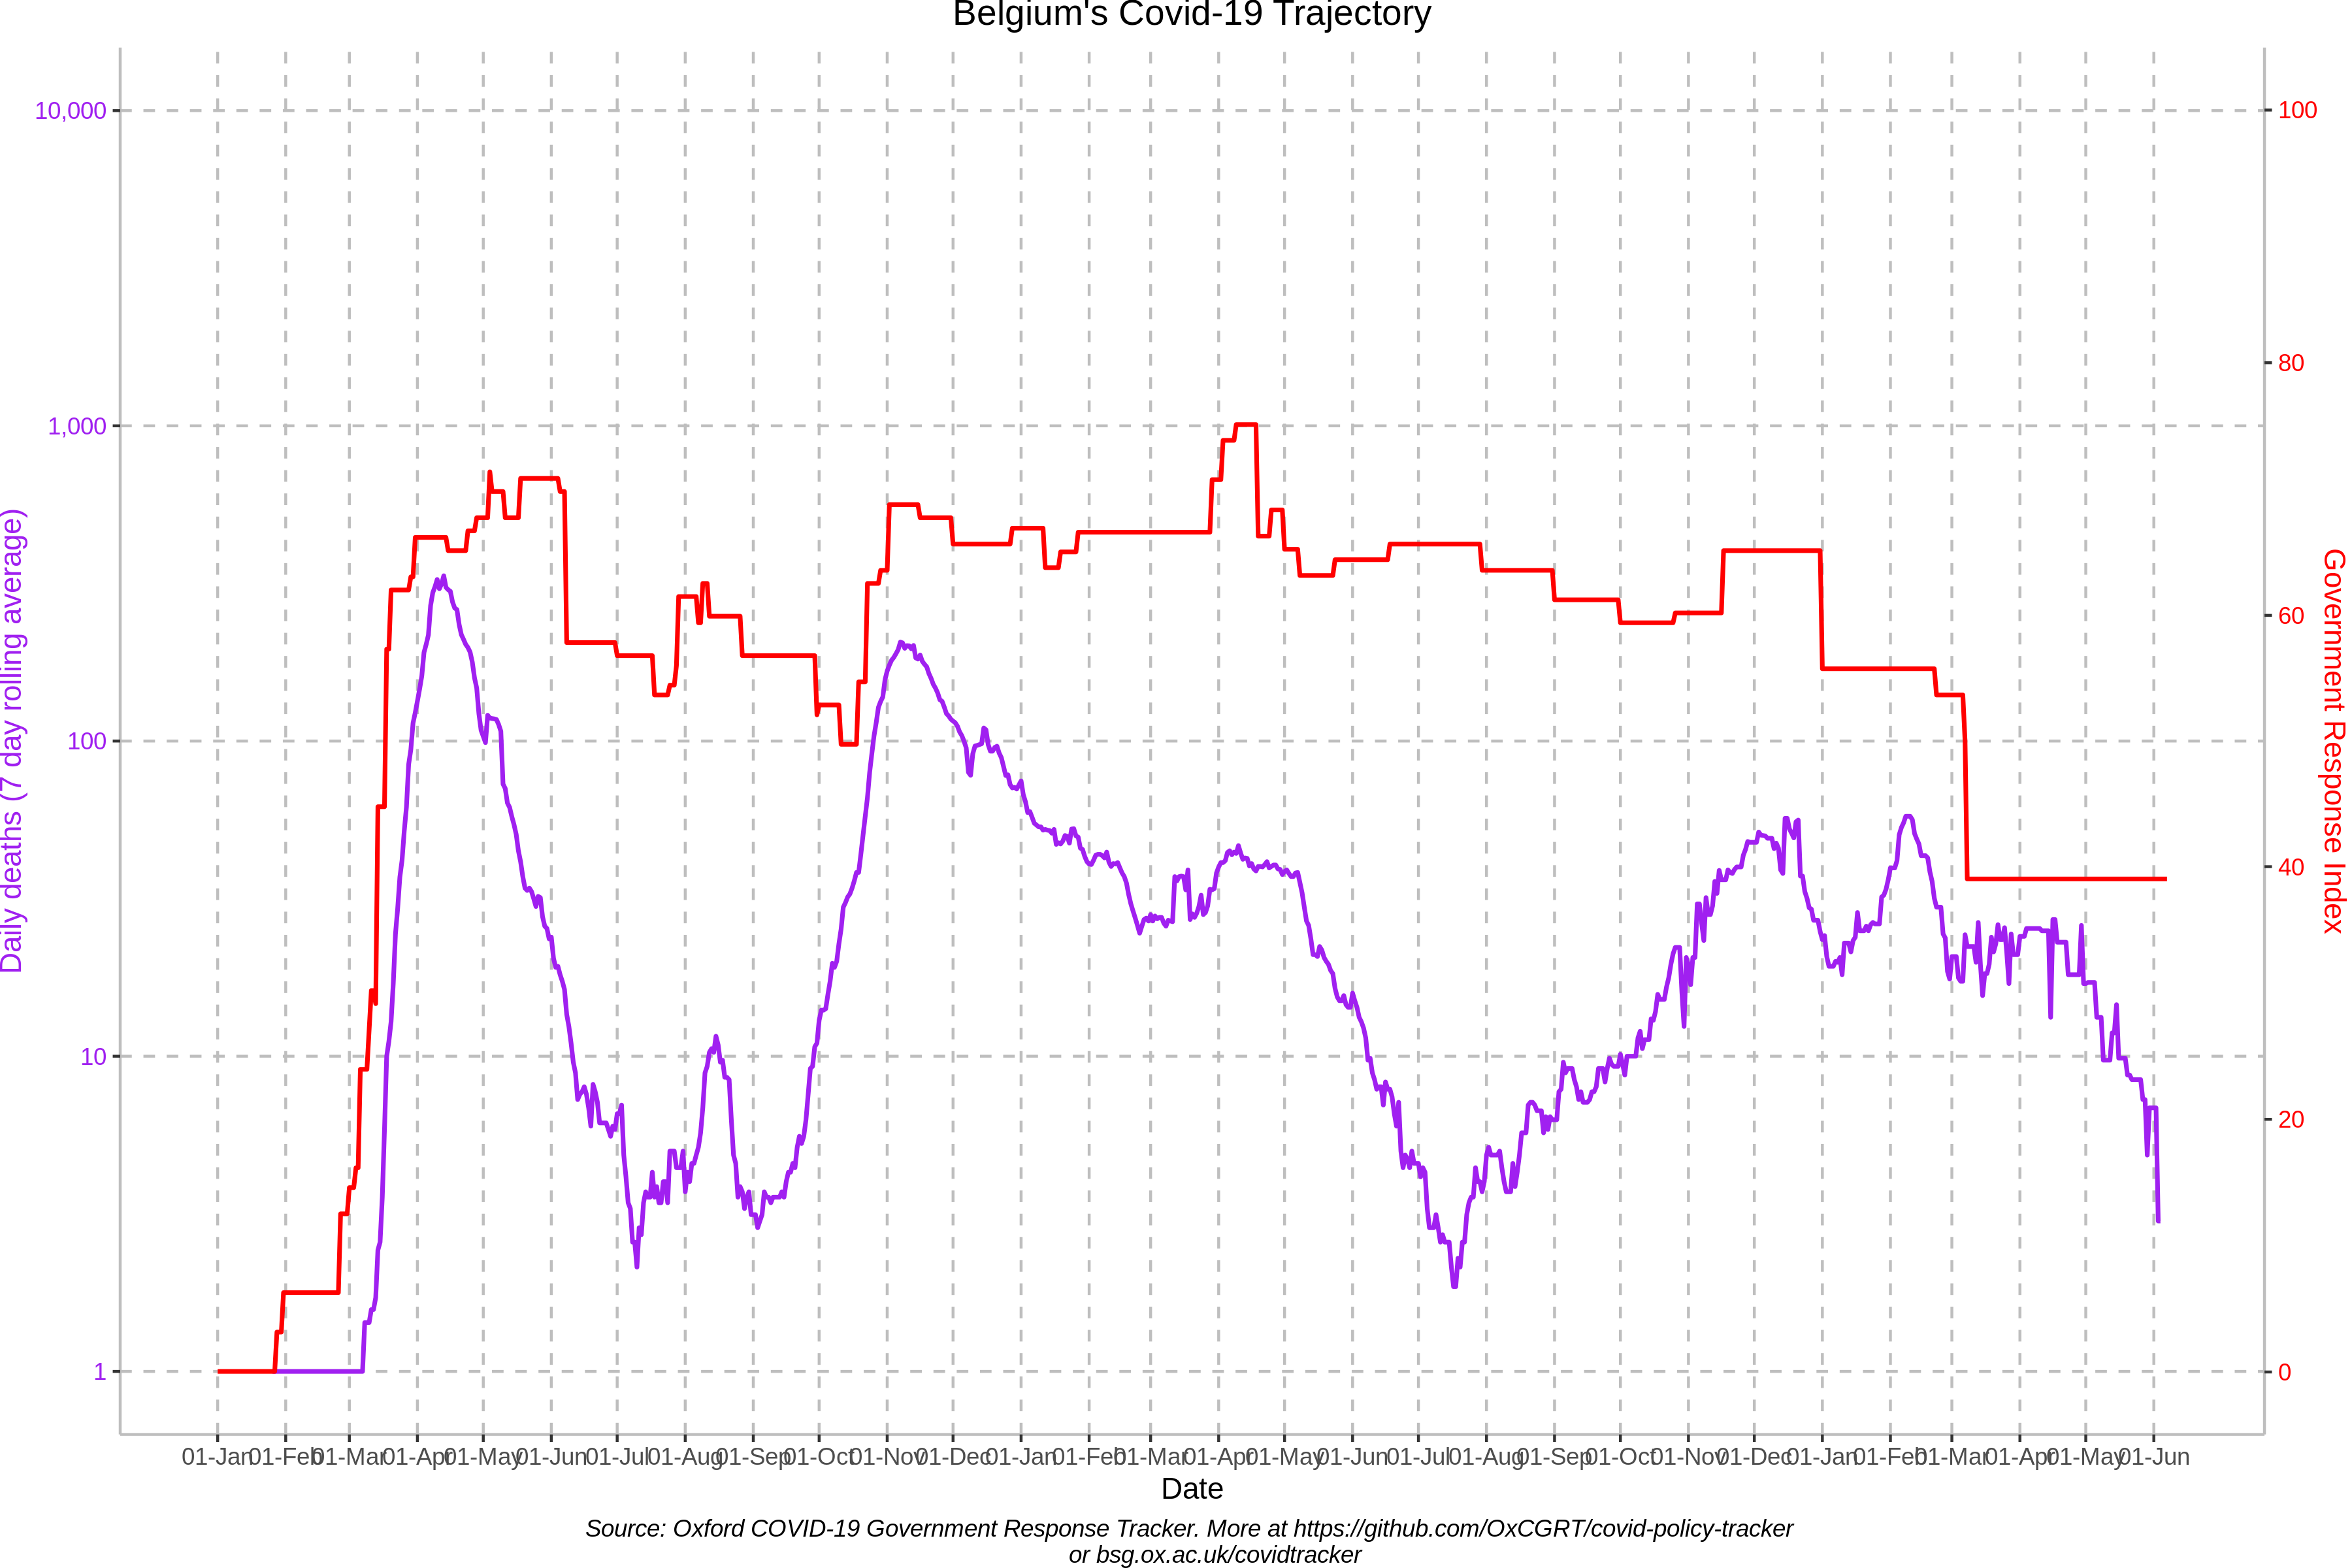 Belgium's Covid-19 Trajectory
10,000
1,000
100
10
1
Daily deaths (7 day rolling average)
100
80
60
40
20
0
Government Response Index
01-Jan 01-Feb 01-Mar 01-Apr 01-May 01-Jun 01-Jul 01-Aug 01-Sep 01-Oct 01-Nov 01-Dec 01-Jan 01-Feb 01-Mar 01-Apr 01-May 01-Jun 01-Jul 01-Aug 01-Sep 01-Oct 01-Nov 01-Dec 01-Jan 01-Feb 01-Mar 01-Apr 01-May 01-Jun
Date
Source: Oxford COVID-19 Government Response Tracker. More at https://github.com/OxCGRT/covid-policy-tracker
or bsg.ox.ac.uk/covidtracker